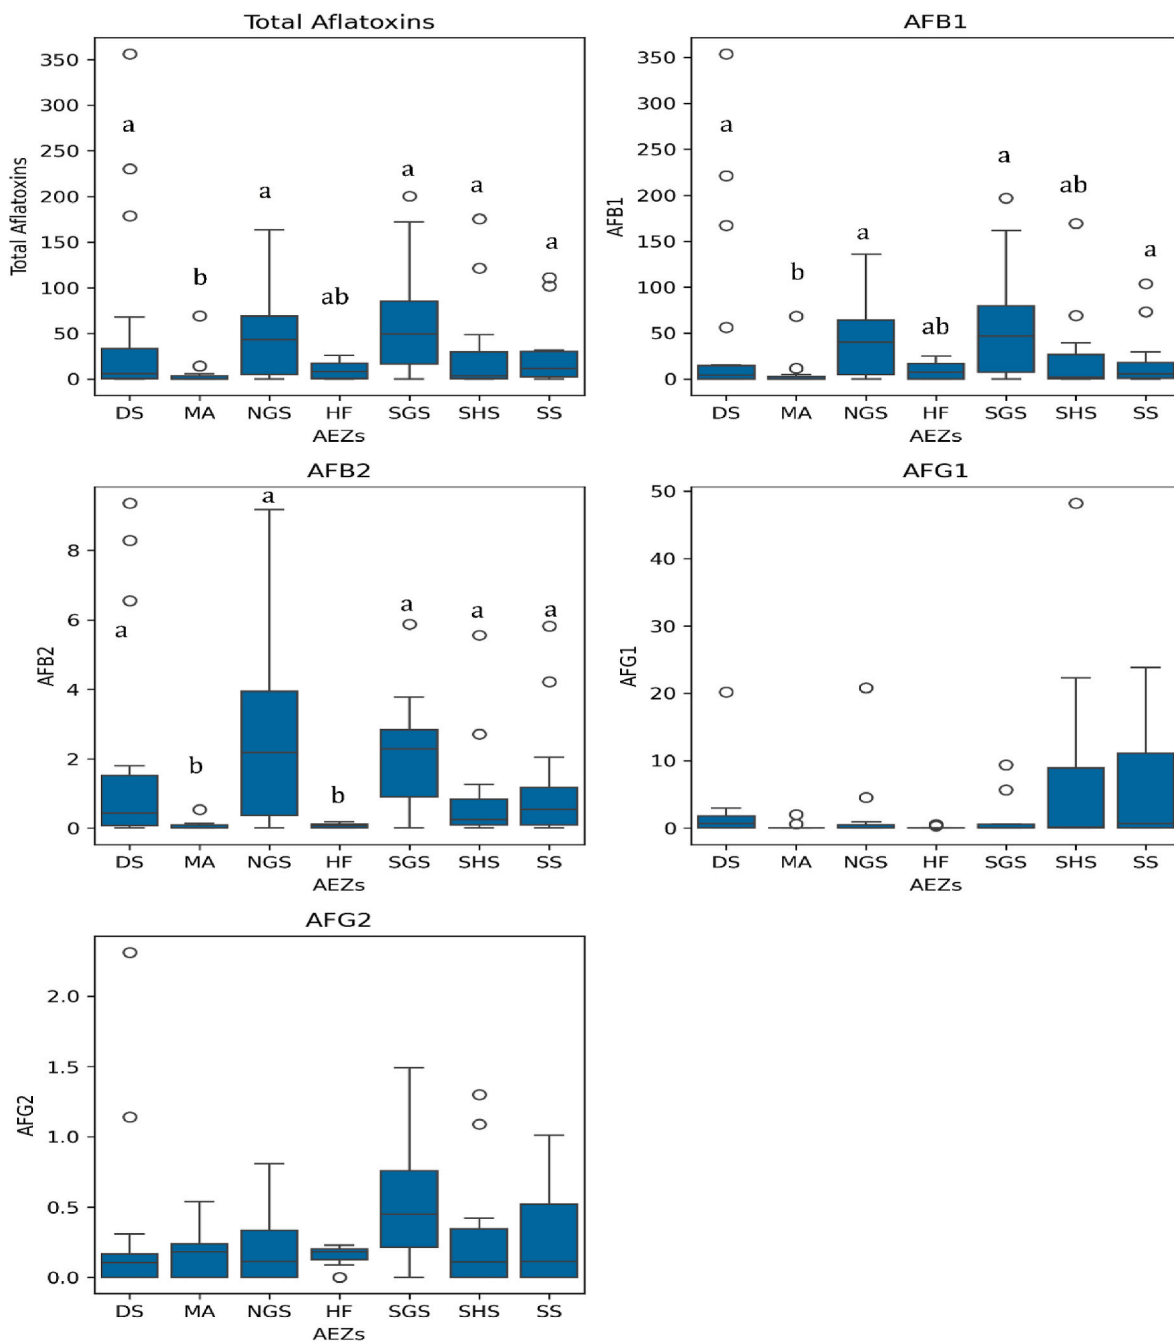 Total Aflatoxins
Total Aflatoxins
350
300
250
200
150
100
50
0
a
b
a
ab
a
a
a
DS MA NGS HF SGS SHS SS
AEZs
AFB1
AFB1
350
300
250
200
150
100
50
0
a
b
a
ab
a
ab
a
DS MA NGS HF SGS SHS SS
AEZs
AFB2
AFB2
8
6
4
2
0
a
b
a
b
a
a
a
DS MA NGS HF SGS SHS SS
AEZs
AFG1
AFG1
50
40
30
20
10
0
DS MA NGS HF SGS SHS SS
AEZs
AFG2
AFG2
2.0
1.5
1.0
0.5
0.0
DS MA NGS HF SGS SHS SS
AEZs